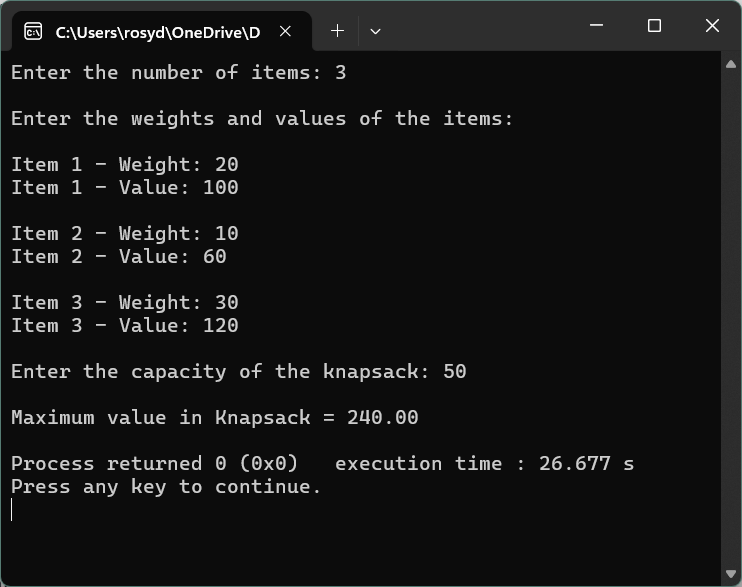 C:\Users\rosyd\OneDrive\D
Enter the number of items: 3
Enter the weights and values of the items:
Item 1 - Weight: 20
Item 1 - Value: 100
Item 2 - Weight: 10
Item 2 - Value: 60
Item 3 - Weight: 30
Item 3 - Value: 120
Enter the capacity of the knapsack: 50
Maximum value in Knapsack = 240.00
Process returned 0 (0x0)   execution time : 26.677 s
Press any key to continue.